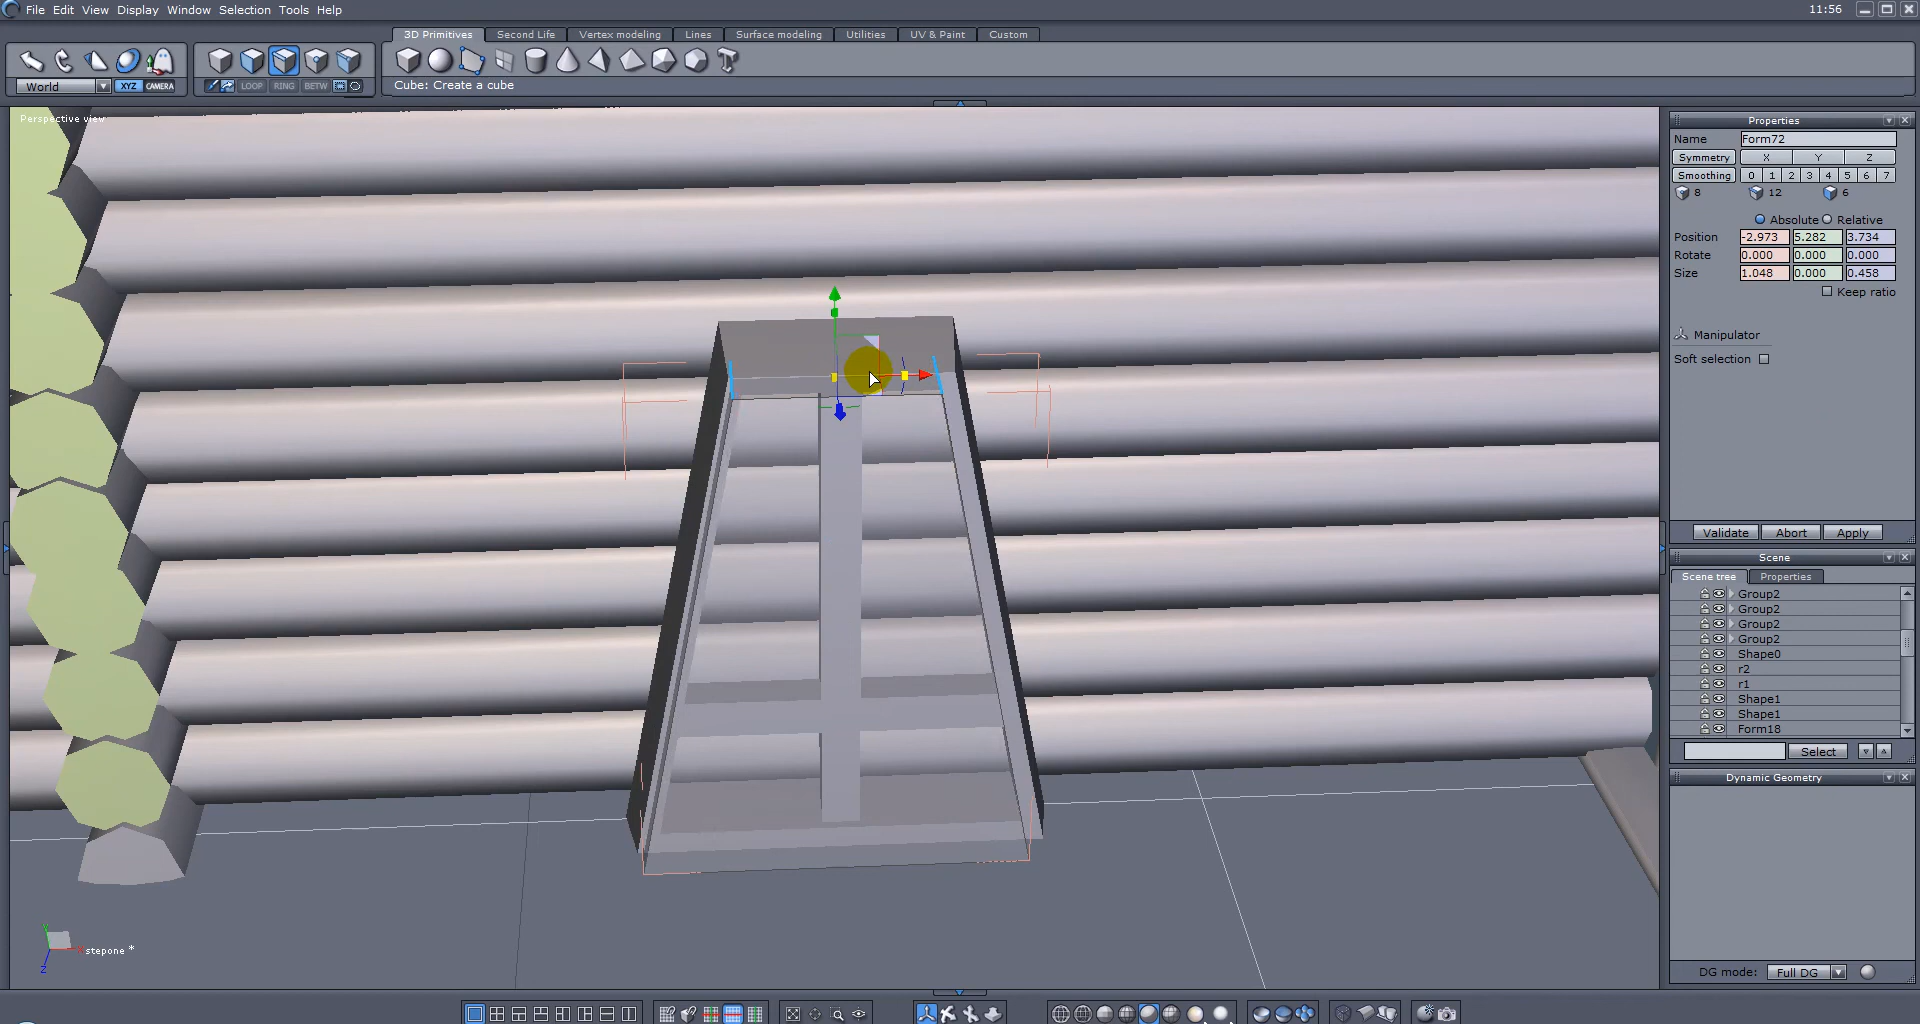 File Edit View Display Window Selection Tools Help
11:56
3D Primitives Second Life Vertex modeling Lines Surface modeling Utilities UV & Paint Custom
World XYZ CAMERA LOOP RING BETW
Cube: Create a cube
Perspective view
Properties
Name Form72
Symmetry X Y Z
Smoothing 0 1 2 3 4 5 6 7
8 12 6
Absolute Relative
Position -2.973 5.282 3.734
Rotate 0.000 0.000 0.000
Size 1.048 0.000 0.458
Keep ratio
Manipulator
Soft selection
Validate Abort Apply
Scene
Scene tree Properties
Group2
Group2
Group2
Group2
Shape0
r2
r1
Shape1
Shape1
Form18
Select
Dynamic Geometry
Y
X
Z
stepone *
DG mode: Full DG